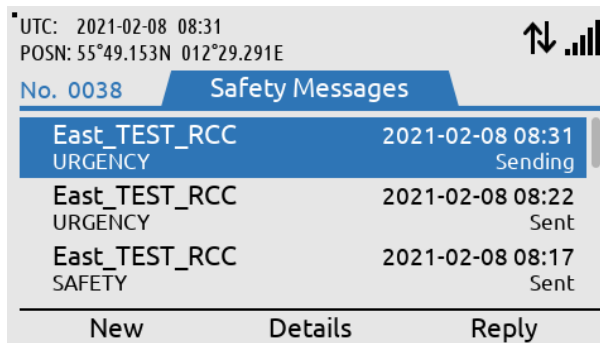 UTC: 2021-02-08 08:31
POSN: 55°49.153N 012°29.291E
No. 0038 Safety Messages
East_TEST_RCC 2021-02-08 08:31
URGENCY Sending
East_TEST_RCC 2021-02-08 08:22
URGENCY Sent
East_TEST_RCC 2021-02-08 08:17
SAFETY Sent
New Details Reply